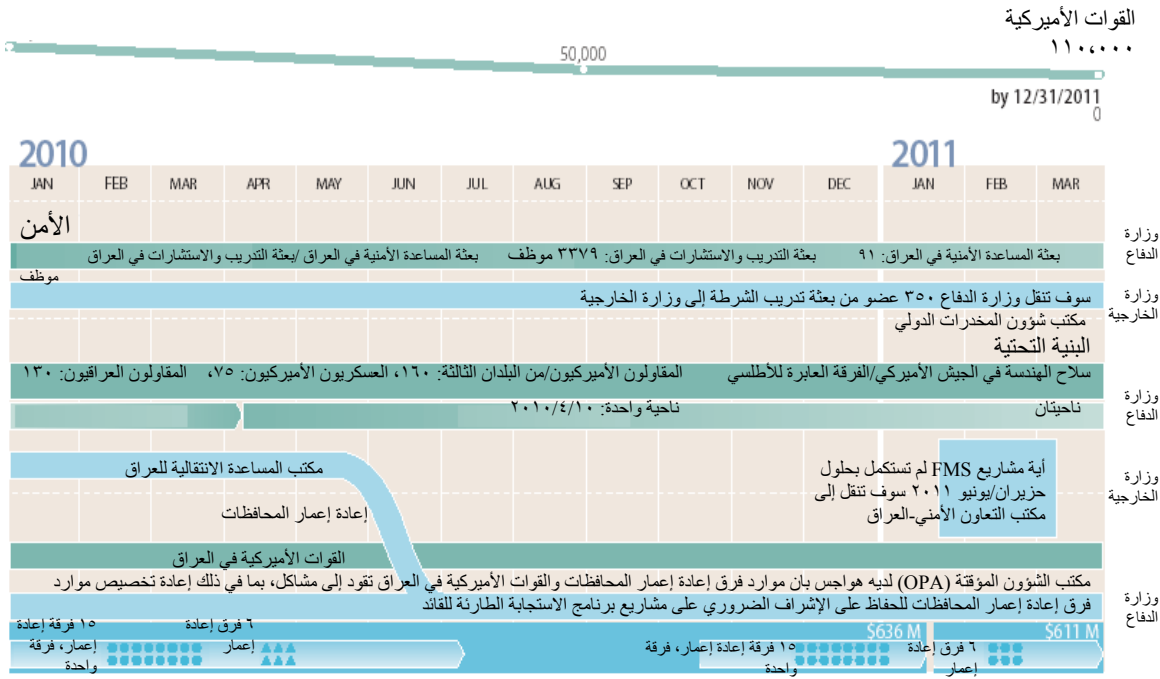 القوات الأميركية
١١٠،٠٠٠
50,000
by 12/31/2011
0
2010
2011
JAN FEB MAR APR MAY JUN JUL AUG SEP OCT NOV DEC JAN FEB MAR
الأمن
وزارة
الدفاع
بعثة المساعدة الأمنية في العراق: ٩١ بعثة التدريب والاستشارات في العراق: ٣٣٧٩ موظف بعثة المساعدة الأمنية في العراق /بعثة التدريب والاستشارات في العراق
موظف
وزارة
الخارجية
سوف تنقل وزارة الدفاع ٣٥٠ عضو من بعثة تدريب الشرطة إلى وزارة الخارجية
مكتب شؤون المخدرات الدولي
البنية التحتية
سلاح الهندسة في الجيش الأميركي/الفرقة العابرة للأطلسي المقاولون الأميركيون/من البلدان الثالثة: ١٦٠، العسكريون الأميركيون: ٧٥، المقاولون العراقيون: ١٣٠
وزارة
الدفاع
ناحيتان ناحية واحدة: ٢٠١٠/٤/١٠
مكتب المساعدة الانتقالية للعراق
أية مشاريع FMS لم تستكمل بحلول
حزيران/يونيو ٢٠١١ سوف تنقل إلى
مكتب التعاون الأمني-العراق
وزارة
الخارجية
إعادة إعمار المحافظات
القوات الأميركية في العراق
مكتب الشؤون المؤقتة (OPA) لديه هواجس بان موارد فرق إعادة إعمار المحافظات والقوات الأميركية في العراق تقود إلى مشاكل، بما في ذلك إعادة تخصيص موارد
فرق إعادة إعمار المحافظات للحفاظ على الإشراف الضروري على مشاريع برنامج الاستجابة الطارئة للقائد
وزارة
الدفاع
$611 M
$636 M
٦ فرق إعادة
إعمار
١٥ فرقة إعادة إعمار، فرقة
واحدة
٦ فرق إعادة
إعمار
١٥ فرقة إعادة
إعمار، فرقة
واحدة